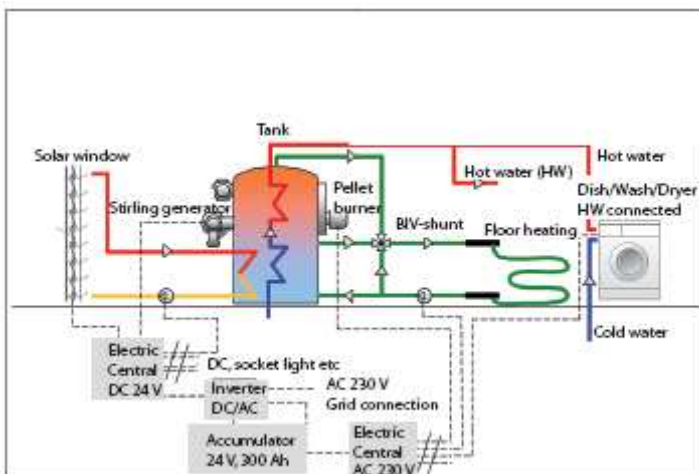 Tank
Solar window
Hot water
Hot water (HW)
Stirling generator
Pellet
burner
Dish/Wash/Dryer
HW connected
BIV-shunt
Floor heating
Cold water
Electric
Central
DC 24 V
DC, socket light etc
Inverter
DC/AC
AC 230 V
Grid connection
Accumulator
24 V, 300 Ah
Electric
Central
AC 230 V